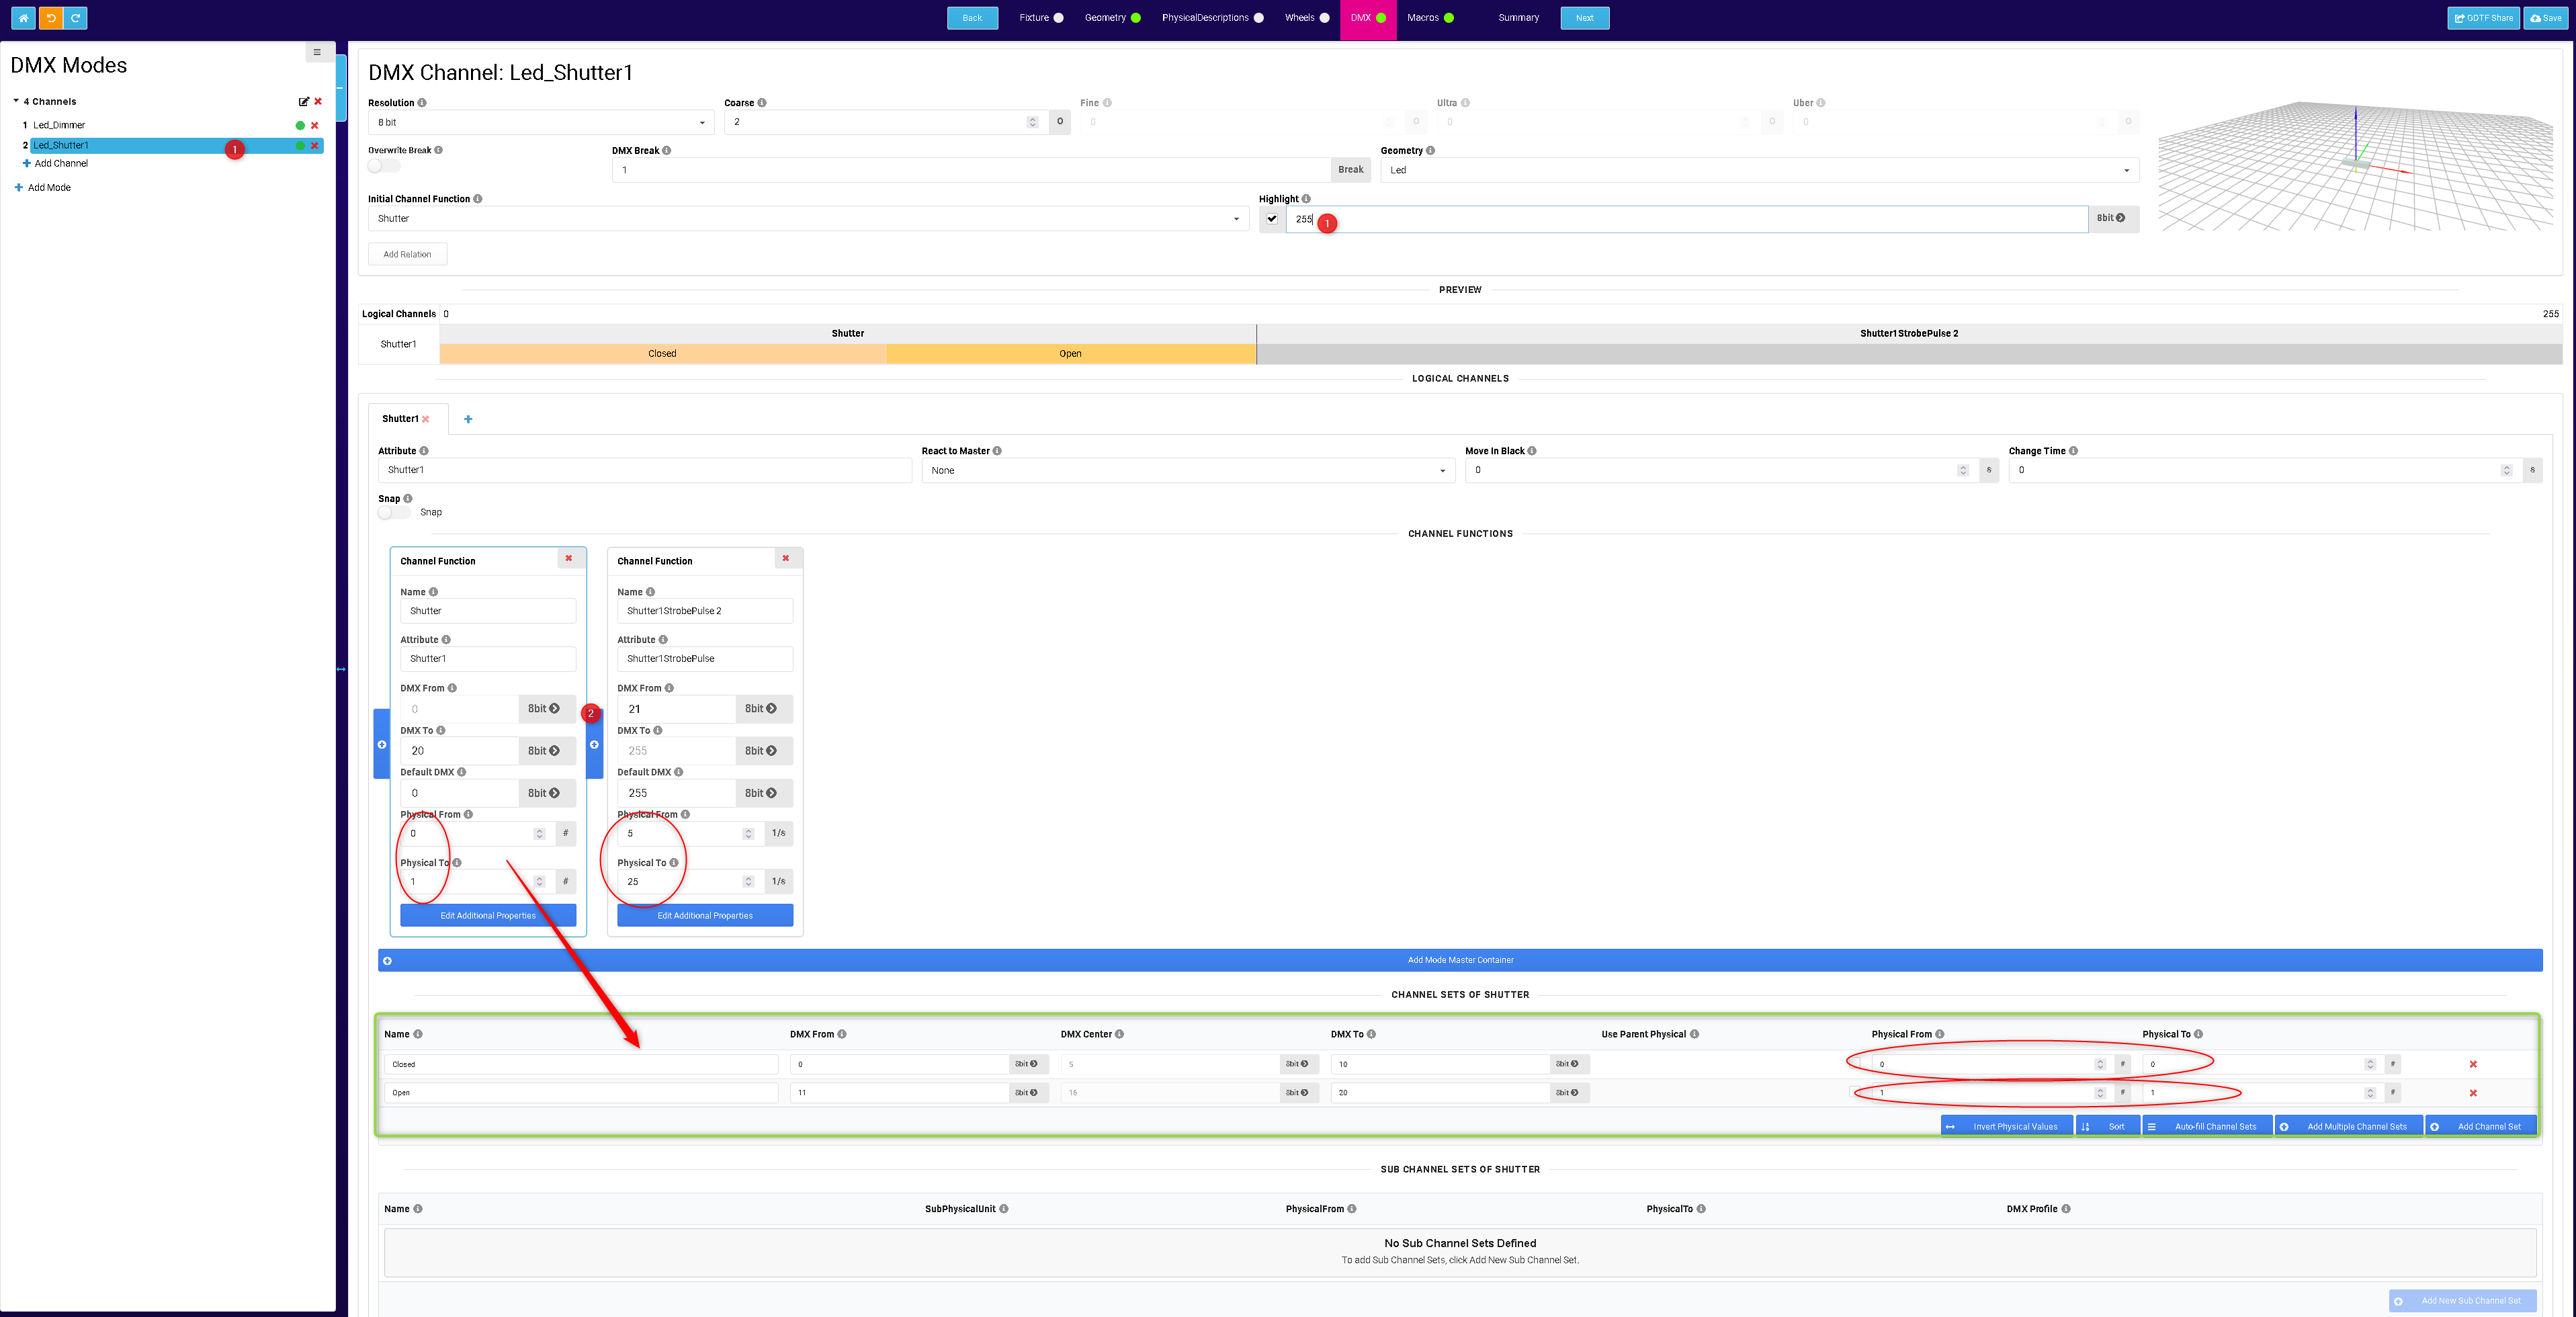 Back Fixture Geometry PhysicalDescriptions Wheels DMX Macros Summary Next GDTF Share Save
DMX Modes
4 Channels
1 Led_Dimmer
2 Led_Shutter1 1
Add Channel
Add Mode
DMX Channel: Led_Shutter1
Resolution Coarse Fine Ultra Uber
8 bit 2 O 0 O 0 O 0 O
Overwrite Break DMX Break Geometry
1 Break Led
Initial Channel Function Highlight
Shutter 255 1 8bit
Add Relation
PREVIEW
Logical Channels 0 255
Shutter1 Shutter Shutter1StrobePulse 2
Closed Open
LOGICAL CHANNELS
Shutter1
Attribute React to Master Move In Black Change Time
Shutter1 None 0 s 0 s
Snap
Snap
CHANNEL FUNCTIONS
Channel Function Channel Function
Name Name
Shutter Shutter1StrobePulse 2
Attribute Attribute
Shutter1 Shutter1StrobePulse
DMX From DMX From
0 8bit 2 21 8bit
DMX To DMX To
20 8bit 255 8bit
Default DMX Default DMX
0 8bit 255 8bit
Physical From Physical From
0 # 5 1/s
Physical To Physical To
1 # 25 1/s
Edit Additional Properties Edit Additional Properties
Add Mode Master Container
CHANNEL SETS OF SHUTTER
Name DMX From DMX Center DMX To Use Parent Physical Physical From Physical To
Closed 0 8bit 5 8bit 10 8bit 0 # 0 #
Open 11 8bit 16 8bit 20 8bit 1 # 1 #
Invert Physical Values Sort Auto-fill Channel Sets Add Multiple Channel Sets Add Channel Set
SUB CHANNEL SETS OF SHUTTER
Name SubPhysicalUnit PhysicalFrom PhysicalTo DMX Profile
No Sub Channel Sets Defined
To add Sub Channel Sets, click Add New Sub Channel Set.
Add New Sub Channel Set